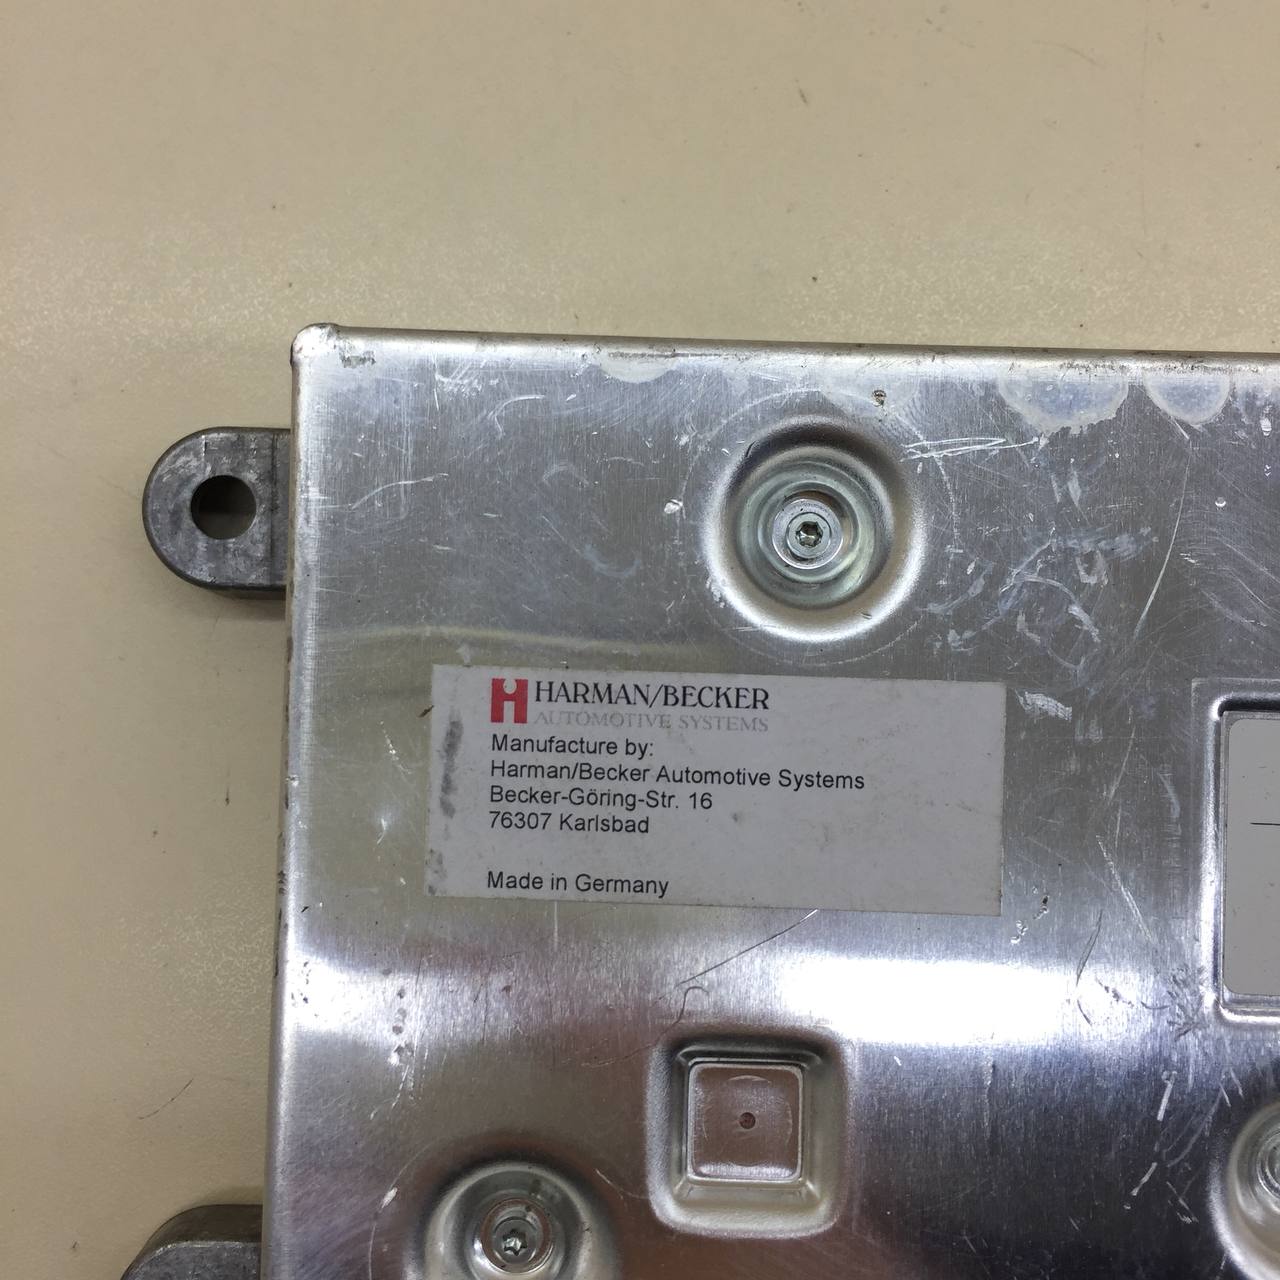 HARMAN/BECKER
AUTOMOTIVE SYSTEMS
Manufacture by:
Harman/Becker Automotive Systems
Becker-Göring-Str. 16
76307 Karlsbad
Made in Germany